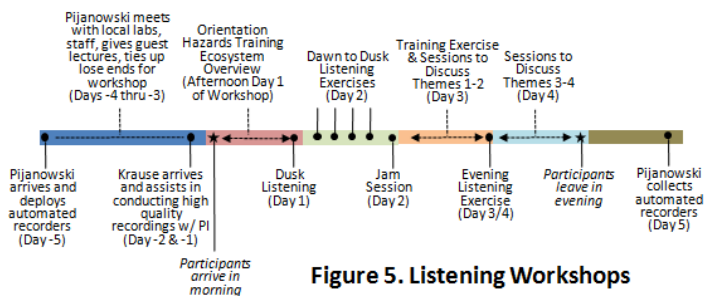 Pijanowski meets
with local labs,
staff, gives guest
lectures, ties up
lose ends for
workshop
(Days -4 thru -3)
Orientation
Hazards Training
Ecosystem
Overview
(Afternoon Day 1
of Workshop)
Dawn to Dusk
Listening
Exercises
(Day 2)
Training Exercise
& Sessions to
Discuss
Themes 1-2
(Day 3)
Sessions to
Discuss
Themes 3-4
(Day 4)
Pijanowski
arrives and
deploys
automated
recorders
(Day -5)
Krause arrives
and assists in
conducting high
quality
recordings w/ PI
(Day -2 & -1)
Participants
arrive in
morning
Dusk
Listening
(Day 1)
Jam
Session
(Day 2)
Evening
Listening
Exercise
(Day 3/4)
Participants
leave in
evening
Pijanowski
collects
automated
recorders
(Day 5)
Figure 5. Listening Workshops